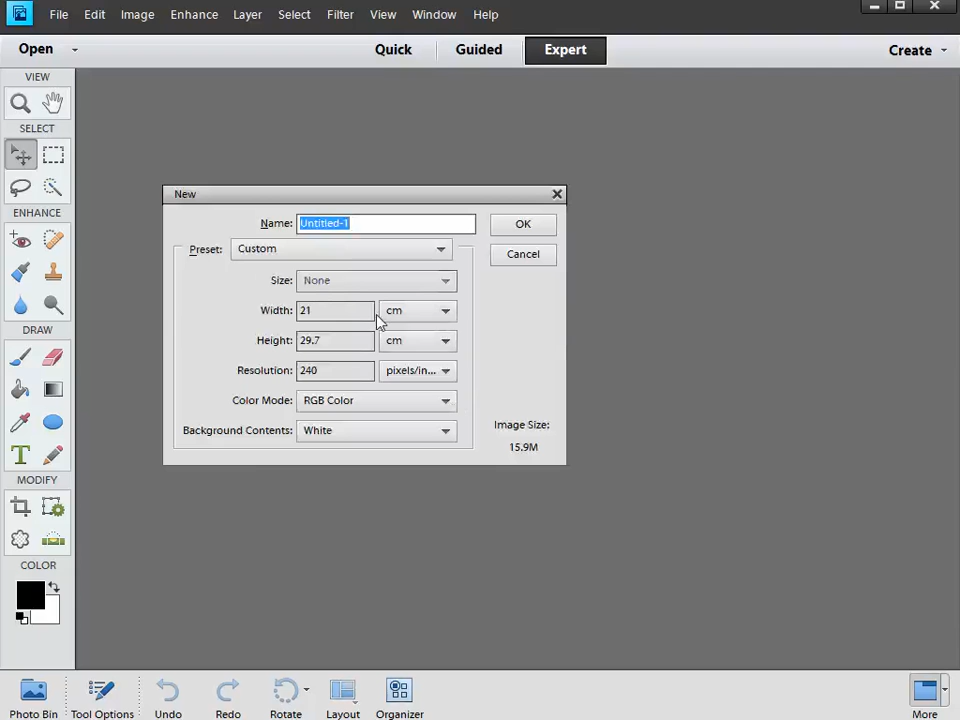 File Edit Image Enhance Layer Select Filter View Window Help
Open Quick Guided Expert Create
VIEW
SELECT
ENHANCE
DRAW
T
MODIFY
COLOR
New
Name: Untitled-1 OK
Preset: Custom Cancel
Size: None
Width: 21 cm
Height: 29.7 cm
Resolution: 240 pixels/in...
Color Mode: RGB Color
Background Contents: White
Image Size:
15.9M
Photo Bin Tool Options Undo Redo Rotate Layout Organizer More